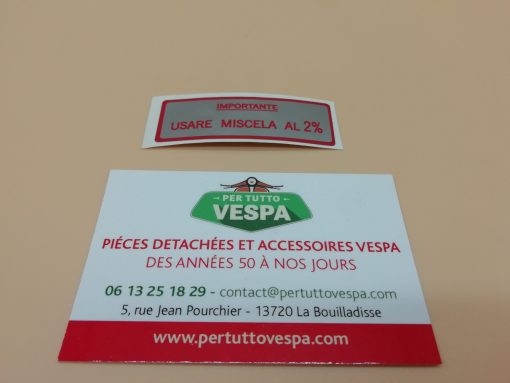 IMPORTANTE
USARE MISCELA AL 2%
PER TUTTO
VESPA
PIÉCES DETACHÉES ET ACCESSOIRES VESPA
DES ANNÉES 50 À NOS JOURS
06 13 25 18 29 - contact@pertuttovespa.com
5, rue Jean Pourchier - 13720 La Bouilladisse
www.pertuttovespa.com